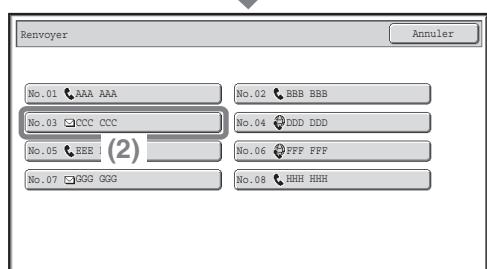 Renvoyer Annuler
No.01 AAA AAA No.02 BBB BBB
No.03 CCC CCC No.04 DDD DDD
No.05 EEE (2) No.06 FFF FFF
No.07 GGG GGG No.08 HHH HHH